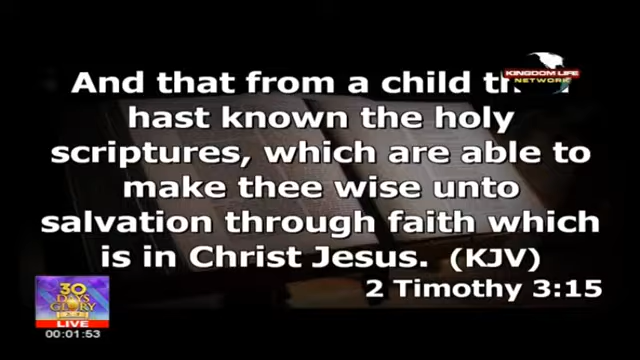 KINGDOM LIFE
NETWORK
And that from a child
hast known the holy
scriptures, which are able to
make thee wise unto
salvation through faith which
is in Christ Jesus. (KJV)
2 Timothy 3:15
30
DAYS
GLORY
LIVE
00:01:53